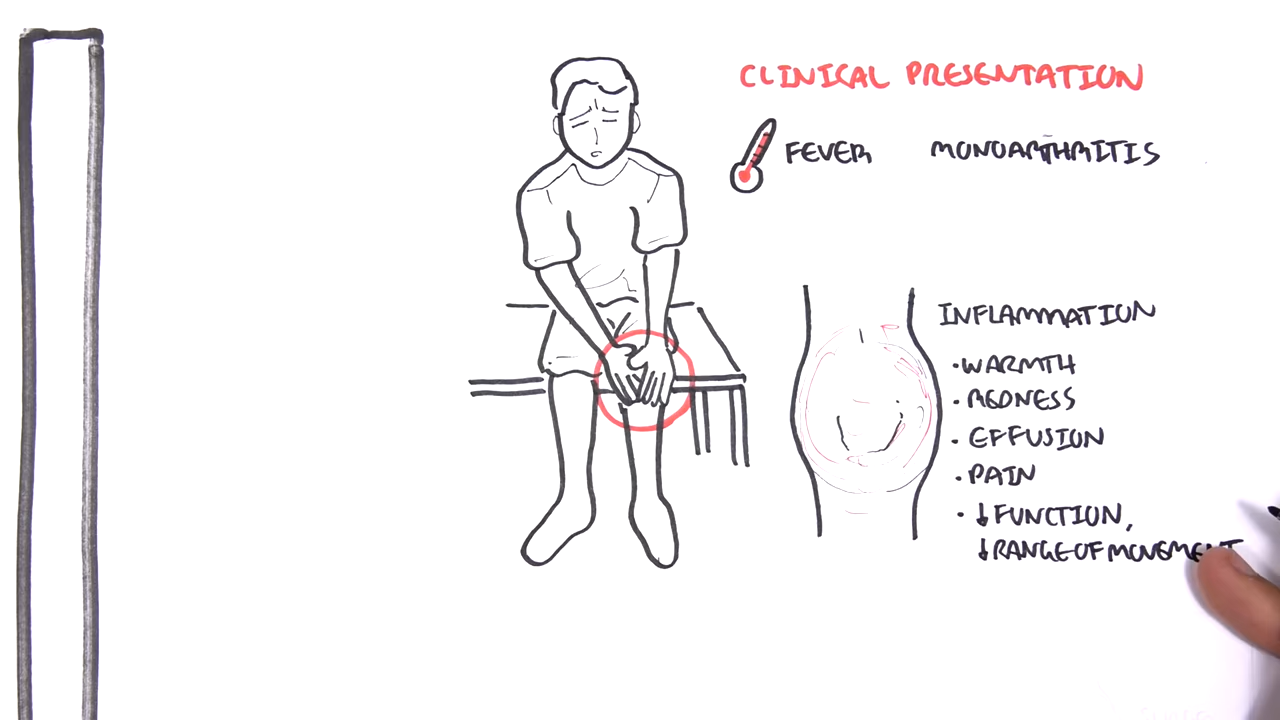 CLINICAL PRESENTATION
FEVER MONOARTHRITIS
INFLAMMATION
• WARMTH
• REDNESS
• EFFUSION
• PAIN
• ↓ FUNCTION,
↓ RANGE OF MOVEMENT